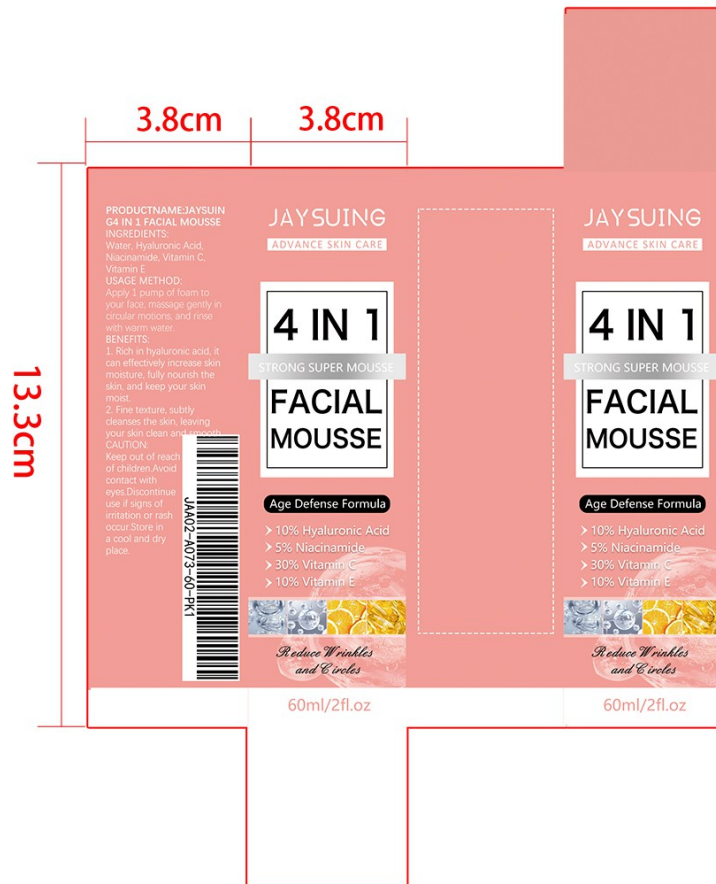 3.8cm
3.8cm
13.3cm
PRODUCTNAME:JAYSUIN
G4 IN 1 FACIAL MOUSSE
INGREDIENTS:
Water, Hyaluronic Acid,
Niacinamide, Vitamin C,
Vitamin E
USAGE METHOD:
Apply 1 pump of foam to
your face, massage gently in
circular motions, and rinse
with warm water.
BENEFITS:
1. Rich in hyaluronic acid, it
can effectively increase skin
moisture, fully nourish the
skin, and keep your skin
moist.
2. Fine texture, subtly
cleanses the skin, leaving
your skin clean and smooth
CAUTION:
Keep out of reach
of children.Avoid
contact with
eyes.Discontinue
use if signs of
irritation or rash
occur.Store in
a cool and dry
place.
JAA02-A073-60-PK1
JAYSUING
ADVANCE SKIN CARE
4 IN 1
STRONG SUPER MOUSSE
FACIAL
MOUSSE
Age Defense Formula
10% Hyaluronic Acid
5% Niacinamide
30% Vitamin C
10% Vitamin E
Reduce Wrinkles
and Circles
60ml/2fl.oz
JAYSUING
ADVANCE SKIN CARE
4 IN 1
STRONG SUPER MOUSSE
FACIAL
MOUSSE
Age Defense Formula
10% Hyaluronic Acid
5% Niacinamide
30% Vitamin C
10% Vitamin E
Reduce Wrinkles
and Circles
60ml/2fl.oz